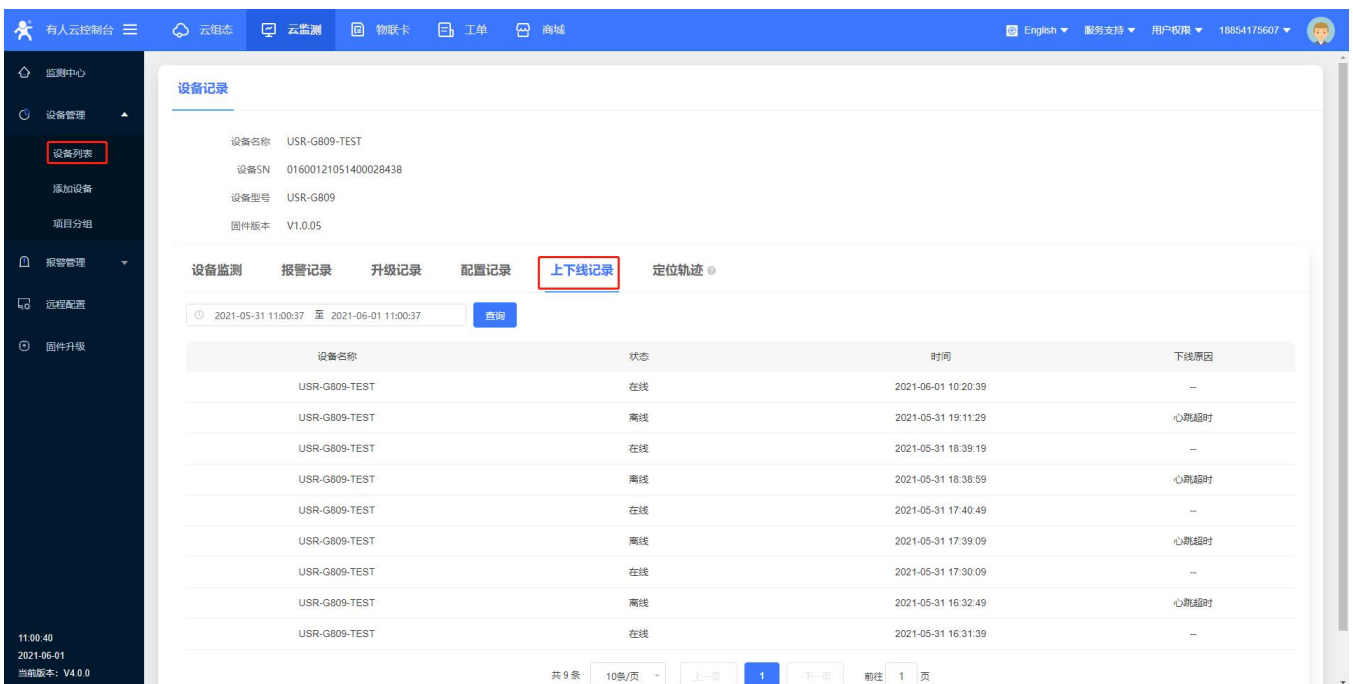 有人云控制台 云组态 云监测 物联卡 工单 商城 English 服务支持 用户权限 18854175607
监测中心
设备管理
设备列表
添加设备
项目分组
报警管理
远程配置
固件升级
11:00:40
2021-06-01
当前版本：V4.0.0
设备记录
设备名称 USR-G809-TEST
设备SN 01600121051400028438
设备型号 USR-G809
固件版本 V1.0.05
设备监测 报警记录 升级记录 配置记录 上下线记录 定位轨迹
2021-05-31 11:00:37 至 2021-06-01 11:00:37 查询
设备名称 状态 时间 下线原因
USR-G809-TEST 在线 2021-06-01 10:20:39 --
USR-G809-TEST 离线 2021-05-31 19:11:29 心跳超时
USR-G809-TEST 在线 2021-05-31 18:39:19 --
USR-G809-TEST 离线 2021-05-31 18:38:59 心跳超时
USR-G809-TEST 在线 2021-05-31 17:40:49 --
USR-G809-TEST 离线 2021-05-31 17:39:09 心跳超时
USR-G809-TEST 在线 2021-05-31 17:30:09 --
USR-G809-TEST 离线 2021-05-31 16:32:49 心跳超时
USR-G809-TEST 在线 2021-05-31 16:31:39 --
共 9 条 10条/页 上一页 1 下一页 前往 1 页